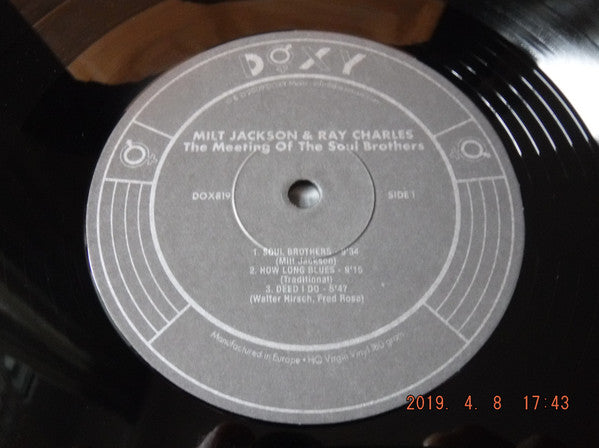 DOXY
MILT JACKSON & RAY CHARLES
The Meeting Of The Soul Brothers
DOX819
SIDE 1
1. SOUL BROTHERS - 9'34
(Milt Jackson)
2. HOW LONG BLUES - 9'15
(Traditional)
3. DEED I DO - 5'47
(Walter Hirsch, Fred Rose)
Manufactured in Europe • HQ Virgin Vinyl 180 gram
2019. 4. 8 17:43